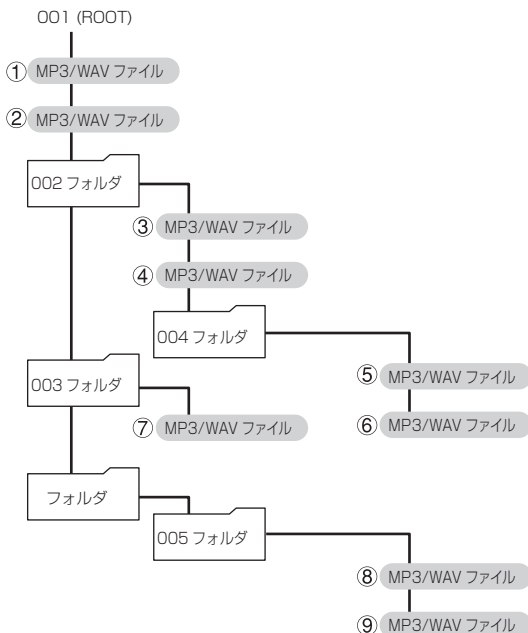 001 (ROOT)
① MP3/WAV ファイル
② MP3/WAV ファイル
002 フォルダ
③ MP3/WAV ファイル
④ MP3/WAV ファイル
004 フォルダ
⑤ MP3/WAV ファイル
⑥ MP3/WAV ファイル
003 フォルダ
⑦ MP3/WAV ファイル
フォルダ
005 フォルダ
⑧ MP3/WAV ファイル
⑨ MP3/WAV ファイル